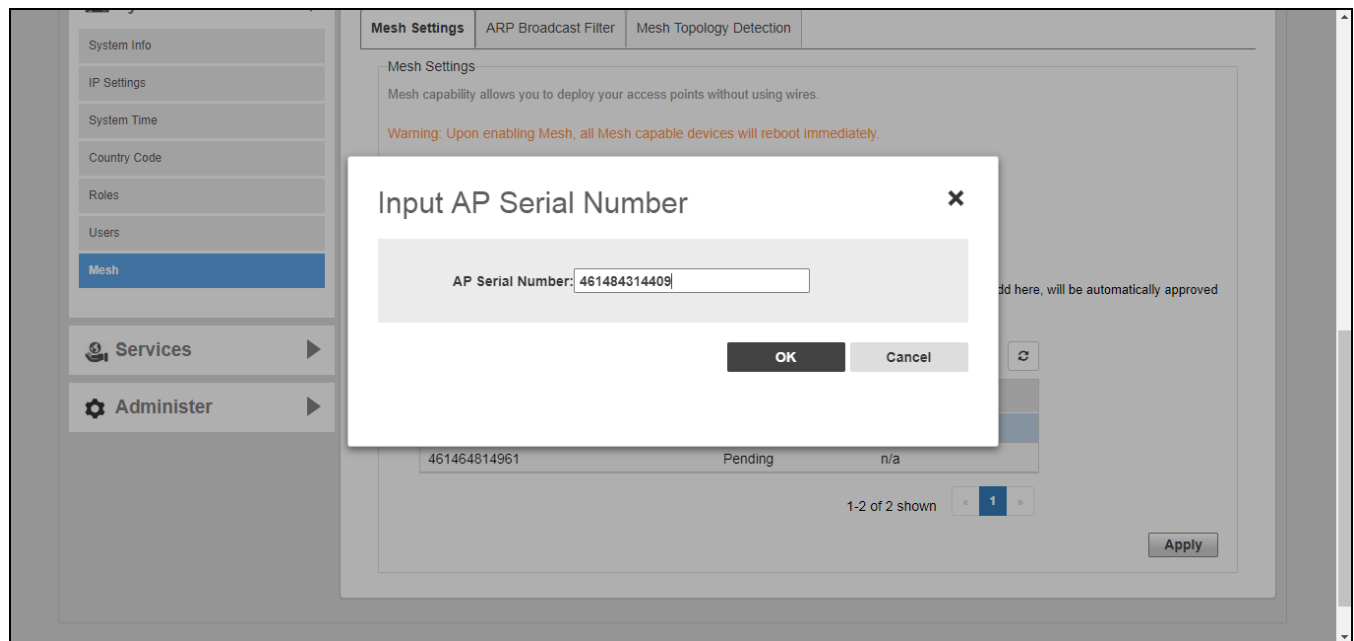 Mesh Settings ARP Broadcast Filter Mesh Topology Detection
System Info
IP Settings
System Time
Country Code
Roles
Users
Mesh
Services
Administer
Mesh Settings
Mesh capability allows you to deploy your access points without using wires.
Warning: Upon enabling Mesh, all Mesh capable devices will reboot immediately.
Input AP Serial Number
AP Serial Number: 461484314409
OK Cancel
here, will be automatically approved
461464814961 Pending n/a
1-2 of 2 shown « 1 »
Apply